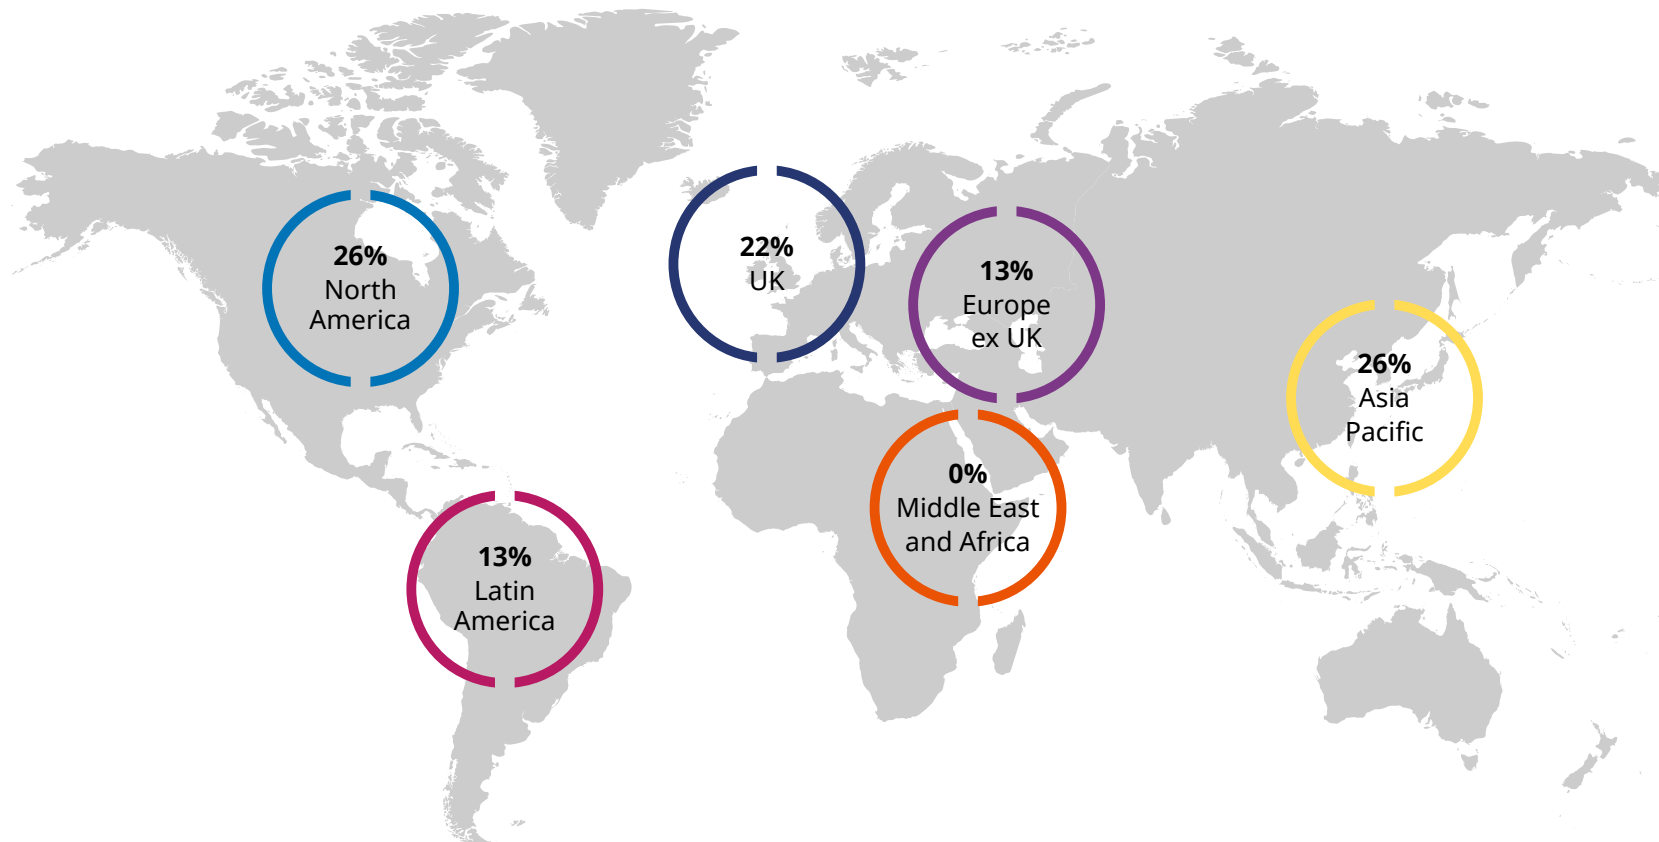 26%
North
America
22%
UK
13%
Europe
ex UK
26%
Asia
Pacific
0%
Middle East
and Africa
13%
Latin
America